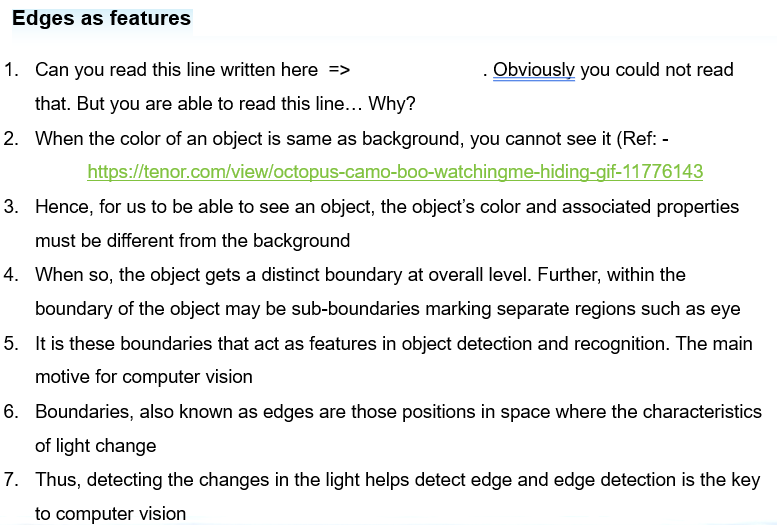 Edges as features
1. Can you read this line written here => . Obviously you could not read
that. But you are able to read this line… Why?
2. When the color of an object is same as background, you cannot see it (Ref: -
https://tenor.com/view/octopus-camo-boo-watchingme-hiding-gif-11776143
3. Hence, for us to be able to see an object, the object’s color and associated properties
must be different from the background
4. When so, the object gets a distinct boundary at overall level. Further, within the
boundary of the object may be sub-boundaries marking separate regions such as eye
5. It is these boundaries that act as features in object detection and recognition. The main
motive for computer vision
6. Boundaries, also known as edges are those positions in space where the characteristics
of light change
7. Thus, detecting the changes in the light helps detect edge and edge detection is the key
to computer vision